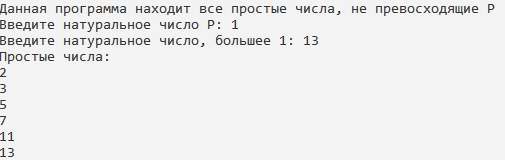 Данная программа находит все простые числа, не превосходящие P
Введите натуральное число P: 1
Введите натуральное число, большее 1: 13
Простые числа:
2
3
5
7
11
13